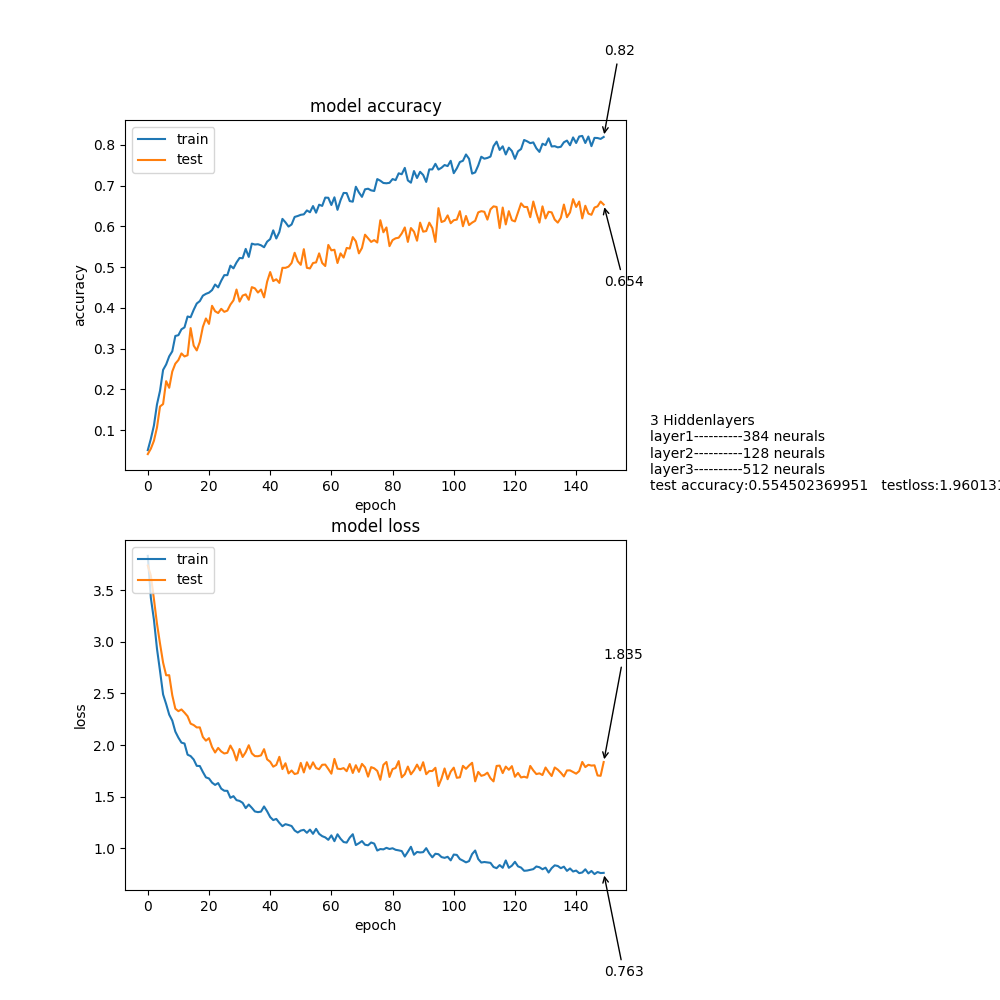 0.82
model accuracy
train
test
0.8
0.7
0.6
0.5
0.4
0.3
0.2
0.1
accuracy
0.654
0 20 40 60 80 100 120 140
epoch
3 Hiddenlayers
layer1----------384 neurals
layer2----------128 neurals
layer3----------512 neurals
test accuracy:0.554502369951 testloss:1.960131
model loss
train
test
3.5
3.0
2.5
2.0
1.5
1.0
loss
1.835
0 20 40 60 80 100 120 140
epoch
0.763